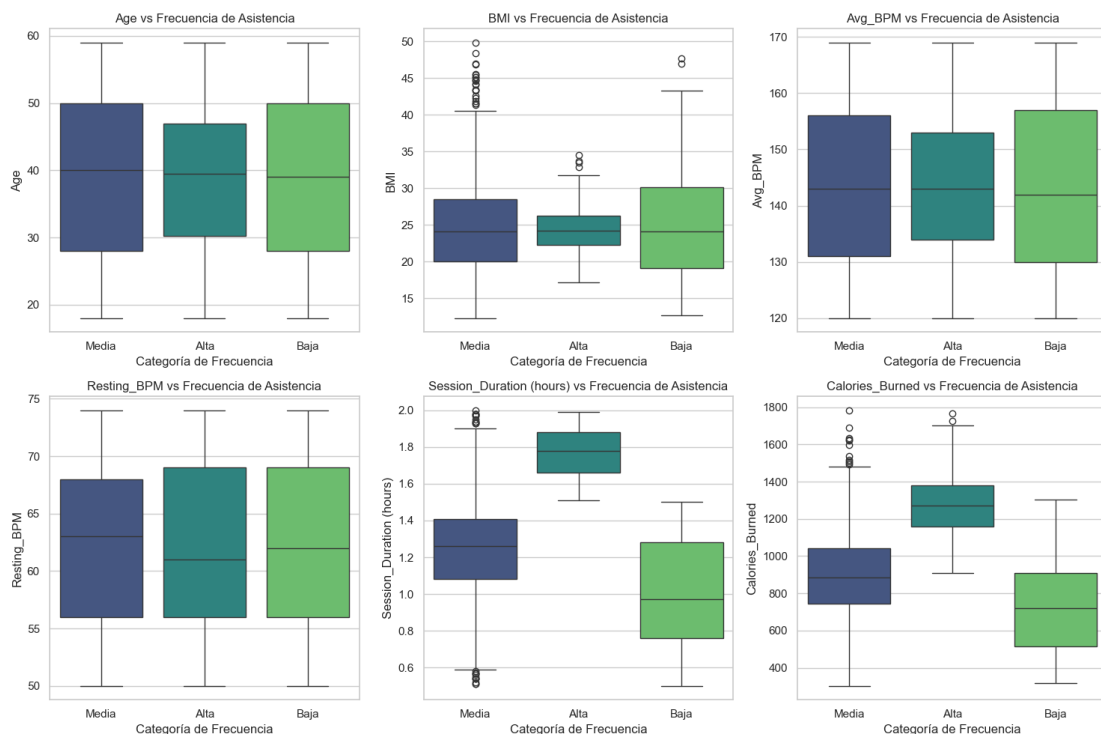 Age vs Frecuencia de Asistencia
60
50
40
30
20
Age
Media
Alta
Baja
Categoría de Frecuencia
BMI vs Frecuencia de Asistencia
50
45
40
35
30
25
20
15
BMI
Media
Alta
Baja
Categoría de Frecuencia
Avg_BPM vs Frecuencia de Asistencia
170
160
150
140
130
120
Avg_BPM
Media
Alta
Baja
Categoría de Frecuencia
Resting_BPM vs Frecuencia de Asistencia
75
70
65
60
55
50
Resting_BPM
Media
Alta
Baja
Categoría de Frecuencia
Session_Duration (hours) vs Frecuencia de Asistencia
2.0
1.8
1.6
1.4
1.2
1.0
0.8
0.6
Session_Duration (hours)
Media
Alta
Baja
Categoría de Frecuencia
Calories_Burned vs Frecuencia de Asistencia
1800
1600
1400
1200
1000
800
600
400
Calories_Burned
Media
Alta
Baja
Categoría de Frecuencia